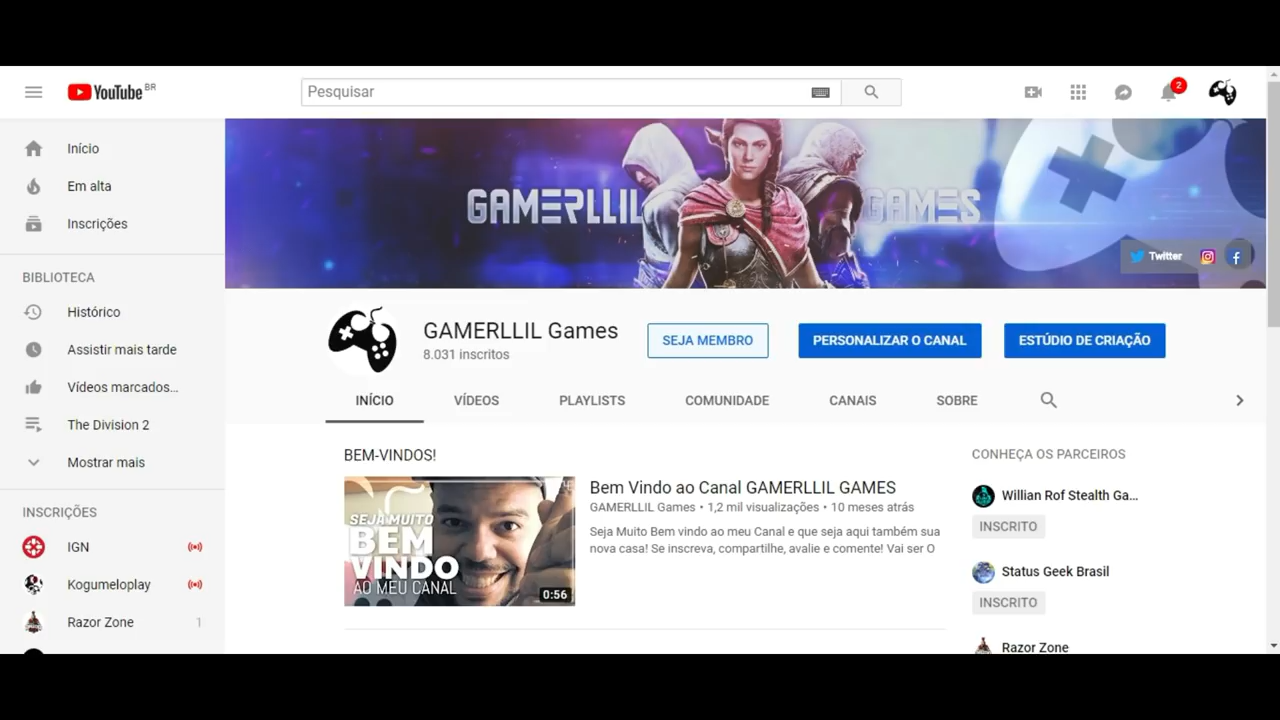 YouTube BR
Pesquisar
2
Início
Em alta
Inscrições
BIBLIOTECA
Histórico
Assistir mais tarde
Vídeos marcados...
The Division 2
Mostrar mais
INSCRIÇÕES
IGN
Kogumeloplay
Razor Zone 1
GAMERLLIL GAMES
Twitter
GAMERLLIL Games
8.031 inscritos
SEJA MEMBRO
PERSONALIZAR O CANAL
ESTÚDIO DE CRIAÇÃO
INÍCIO VÍDEOS PLAYLISTS COMUNIDADE CANAIS SOBRE
BEM-VINDOS!
SEJA MUITO
BEM
VINDO
AO MEU CANAL
0:56
Bem Vindo ao Canal GAMERLLIL GAMES
GAMERLLIL Games • 1,2 mil visualizações • 10 meses atrás
Seja Muito Bem vindo ao meu Canal e que seja aqui também sua
nova casa! Se inscreva, compartilhe, avalie e comente! Vai ser O
CONHEÇA OS PARCEIROS
Willian Rof Stealth Ga...
INSCRITO
Status Geek Brasil
INSCRITO
Razor Zone